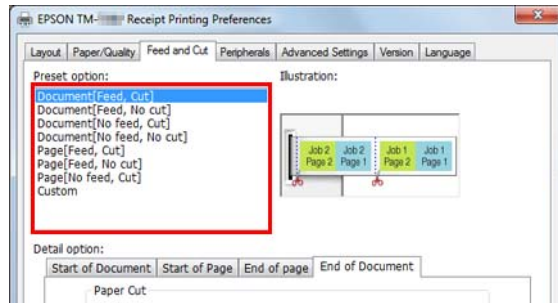 EPSON TM- Receipt Printing Preferences
Layout Paper/Quality Feed and Cut Peripherals Advanced Settings Version Language
Preset option:
Document[Feed, Cut]
Document[Feed, No cut]
Document[No feed, Cut]
Document[No feed, No cut]
Page[Feed, Cut]
Page[Feed, No cut]
Page[No feed, Cut]
Custom
Illustration:
Job 2 Job 2 Job 1 Job 1
Page 2 Page 1 Page 2 Page 1
Detail option:
Start of Document Start of Page End of page End of Document
Paper Cut